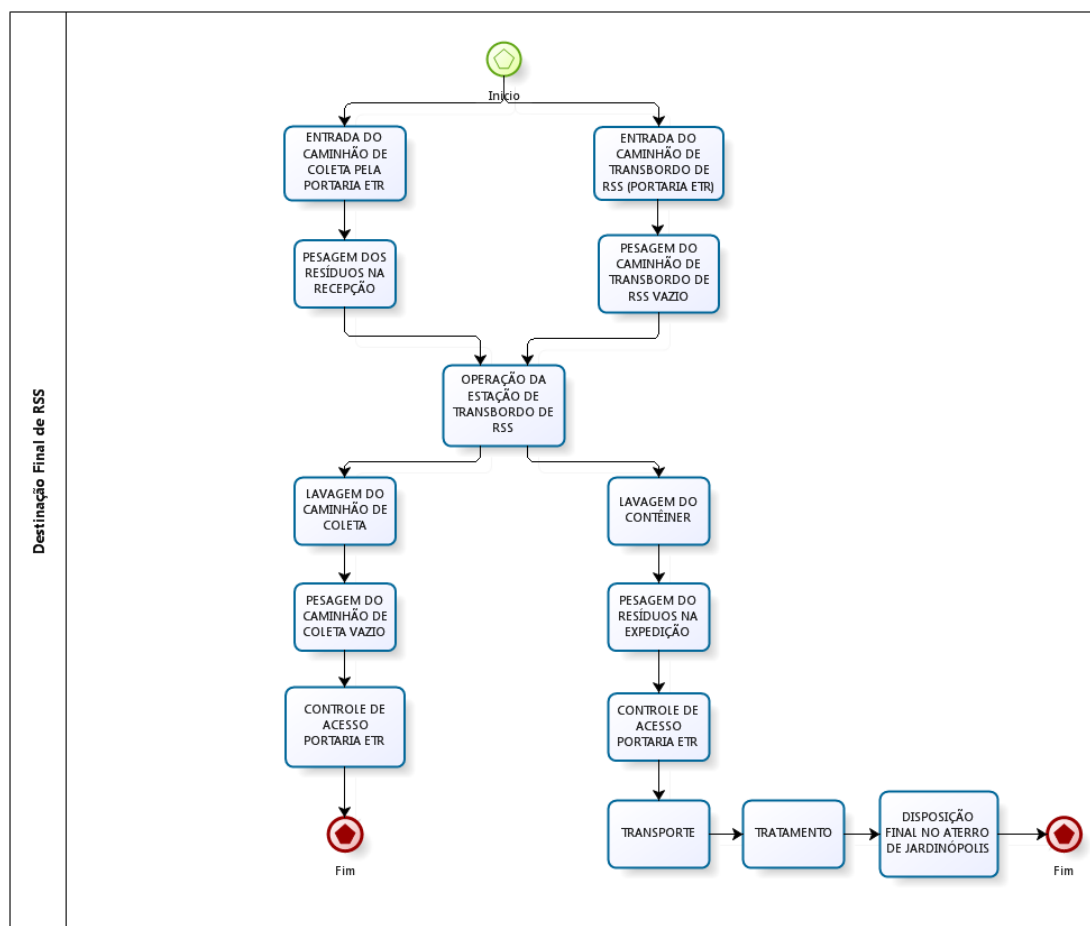 Destinação Final de RSS
Início
ENTRADA DO
CAMINHÃO DE
COLETA PELA
PORTARIA ETR
ENTRADA DO
CAMINHÃO DE
TRANSBORDO DE
RSS (PORTARIA ETR)
PESAGEM DOS
RESÍDUOS NA
RECEPÇÃO
PESAGEM DO
CAMINHÃO DE
TRANSBORDO DE
RSS VAZIO
OPERAÇÃO DA
ESTAÇÃO DE
TRANSBORDO DE
RSS
LAVAGEM DO
CAMINHÃO DE
COLETA
LAVAGEM DO
CONTÊINER
PESAGEM DO
CAMINHÃO DE
COLETA VAZIO
PESAGEM DO
RESÍDUOS NA
EXPEDIÇÃO
CONTROLE DE
ACESSO
PORTARIA ETR
CONTROLE DE
ACESSO
PORTARIA ETR
Fim
TRANSPORTE
TRATAMENTO
DISPOSIÇÃO
FINAL NO ATERRO
DE JARDINÓPOLIS
Fim